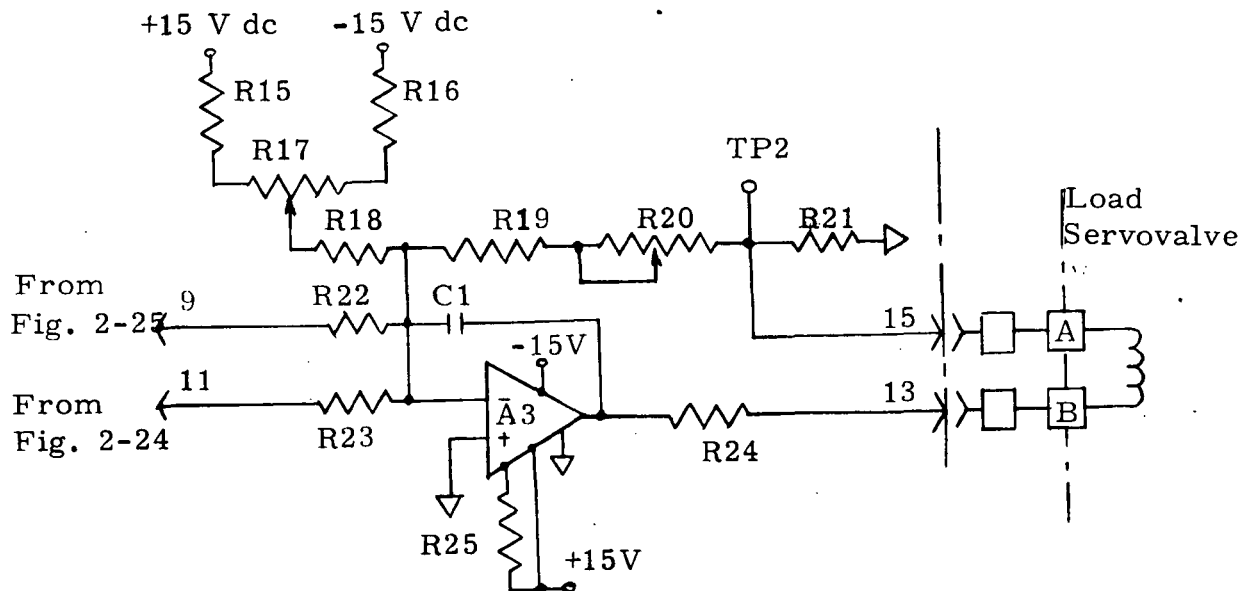 +15 V dc
-15 V dc
R15
R16
R17
TP2
R18
R19
R20
R21
Load
Servovalve
From
Fig. 2-25
9
R22
C1
-15V
15
A
11
From
Fig. 2-24
R23
-
A3
+
R24
13
B
R25
+15V